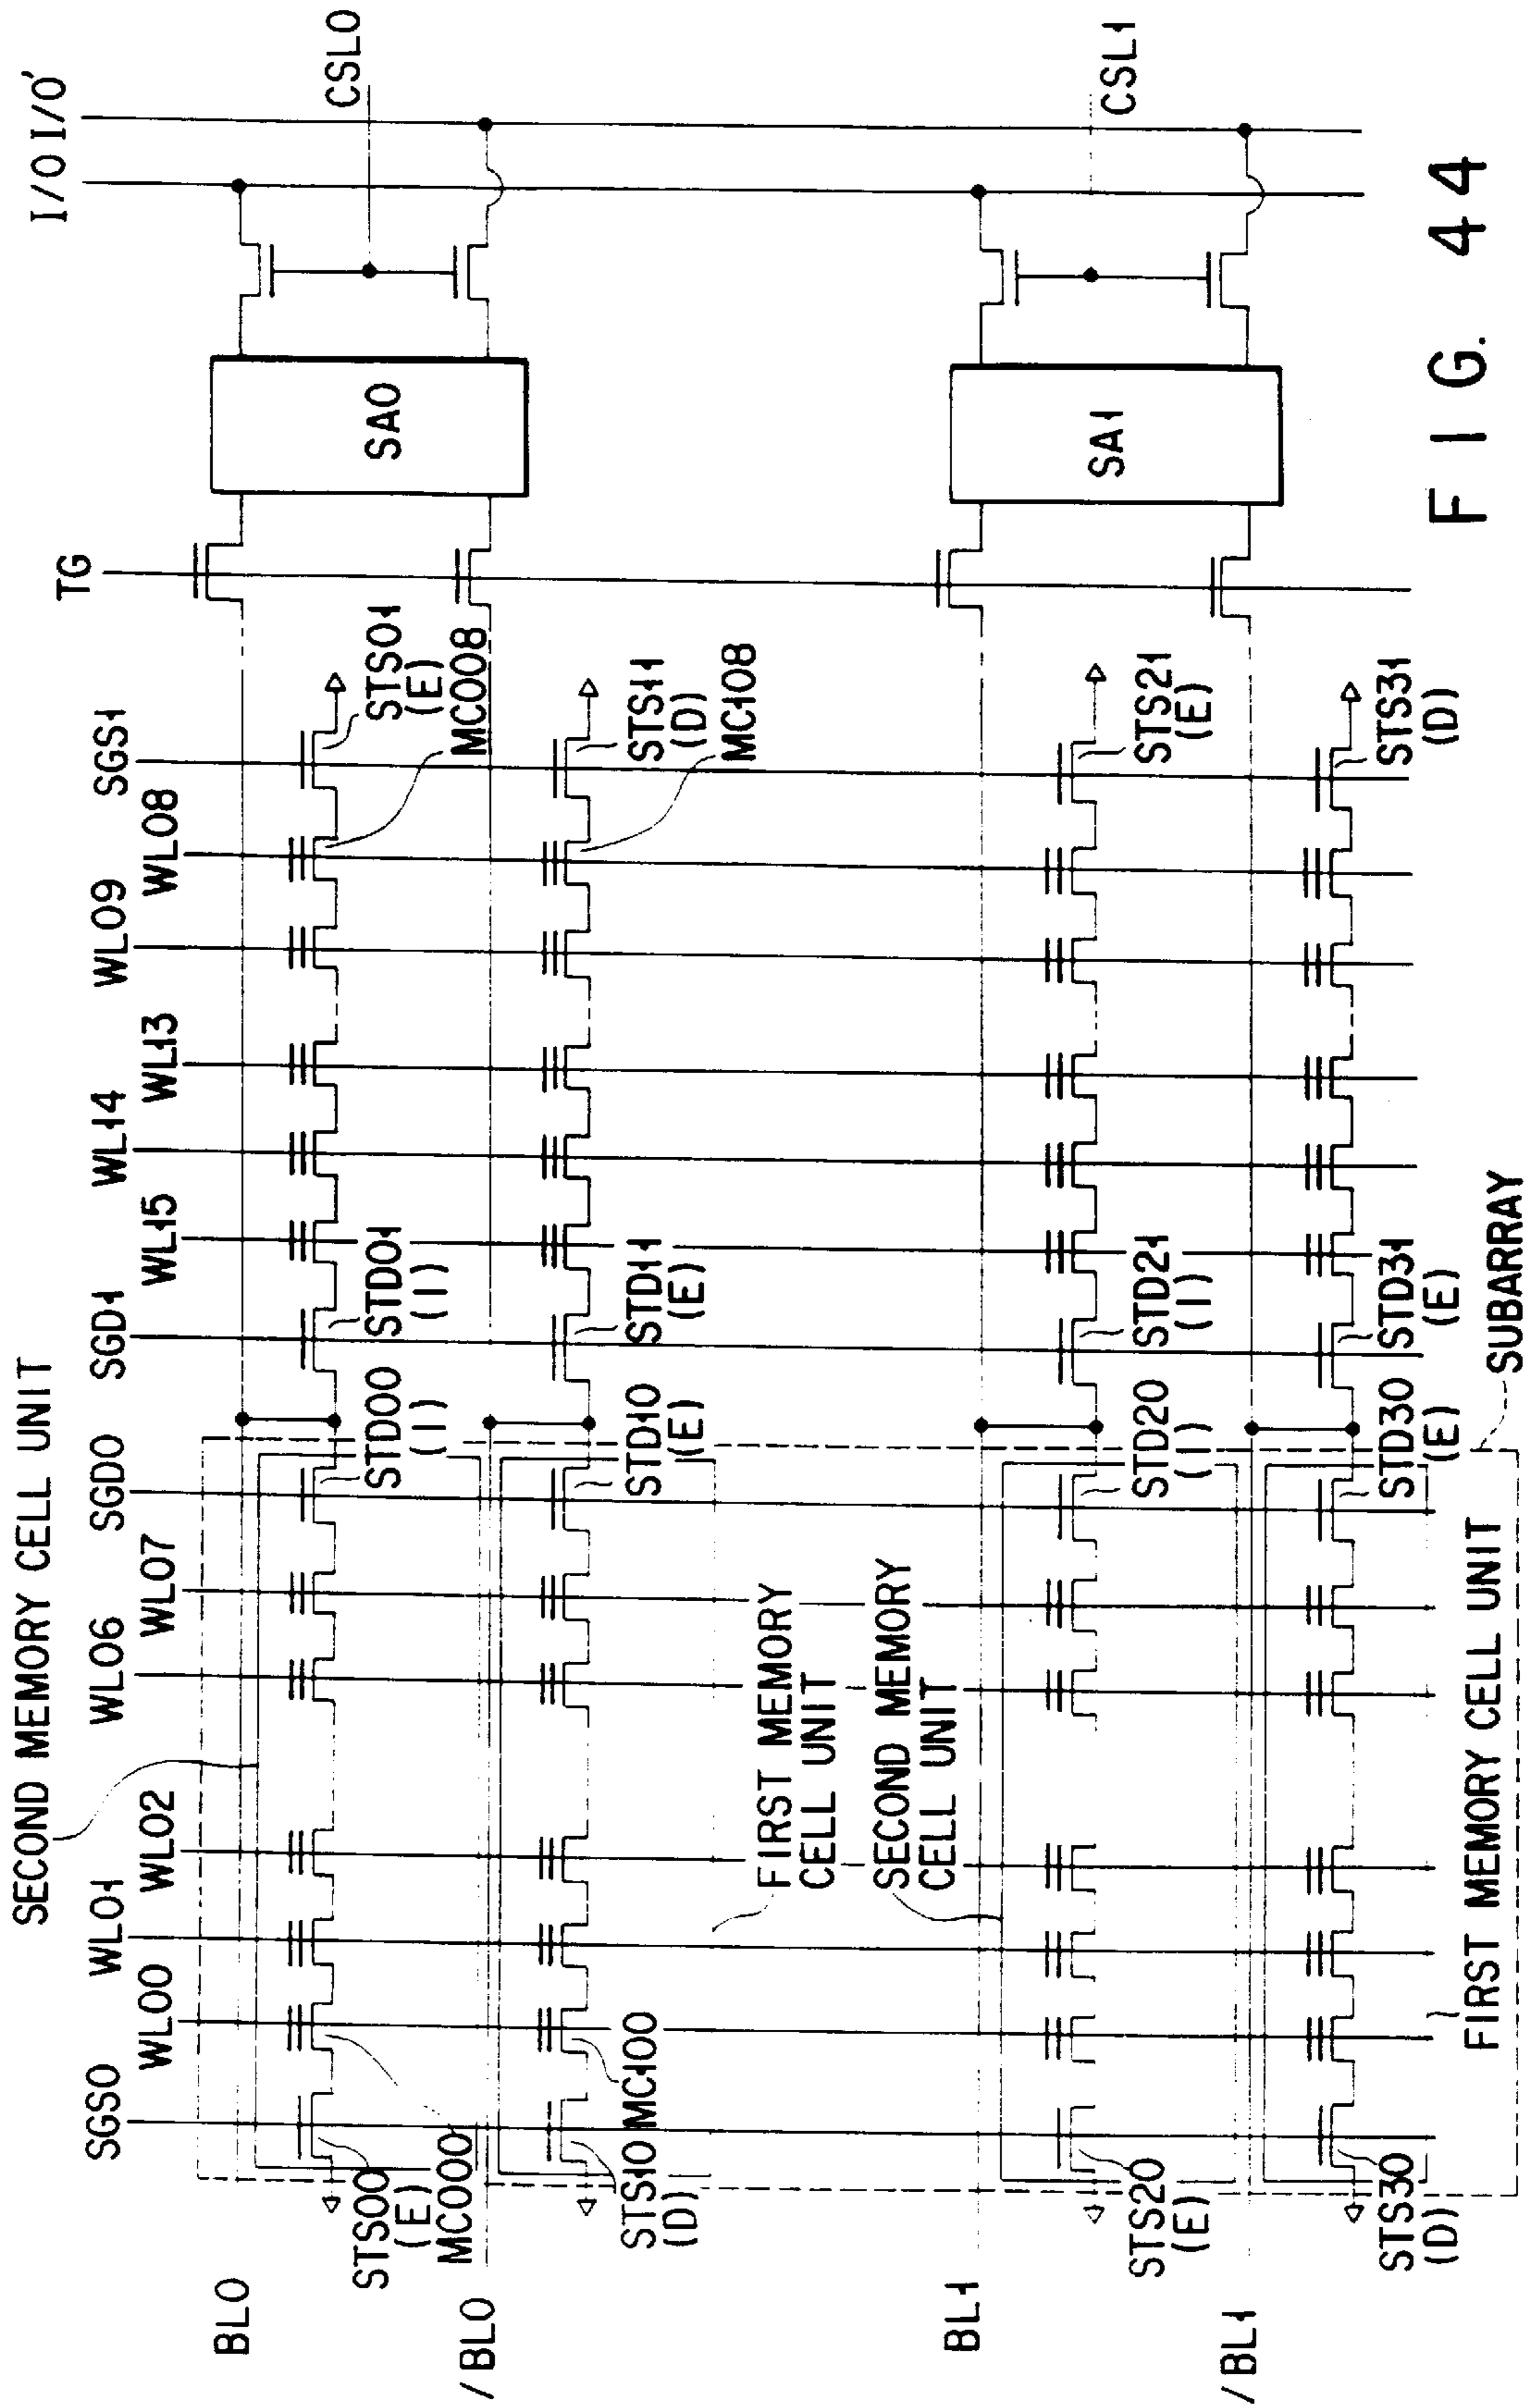 I/O I/O'
CSL0
CSL1
SA0
SA1
TG
SGS1
WL08
WL09
WL13
WL14
WL15
SGD1
SGD0
WL07
WL06
WL02
WL01
WL00
SGS0
STS01
(E)
MC008
STS11
(D)
MC108
STS21
(E)
STS31
(D)
STD01
(I)
STD11
(E)
STD21
(I)
STD31
(E)
STD00
(I)
STD10
(E)
STD20
(I)
STD30
(E)
SUBARRAY
SECOND MEMORY CELL UNIT
FIRST MEMORY
CELL UNIT
SECOND MEMORY
CELL UNIT
FIRST MEMORY CELL UNIT
STS00
(E)
MC000
STS10
(D)
MC100
STS20
(E)
STS30
(D)
BL0
/BL0
BL1
/BL1
FIG. 44